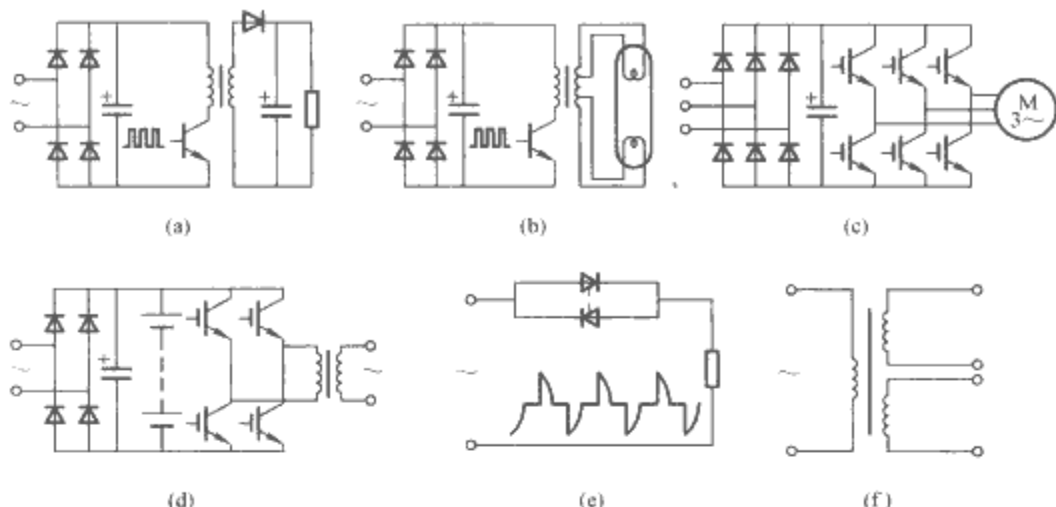 ~
+
+
(a)
~
+
(b)
+
M
3~
(c)
~
+
~
(d)
~
(e)
~
(f)